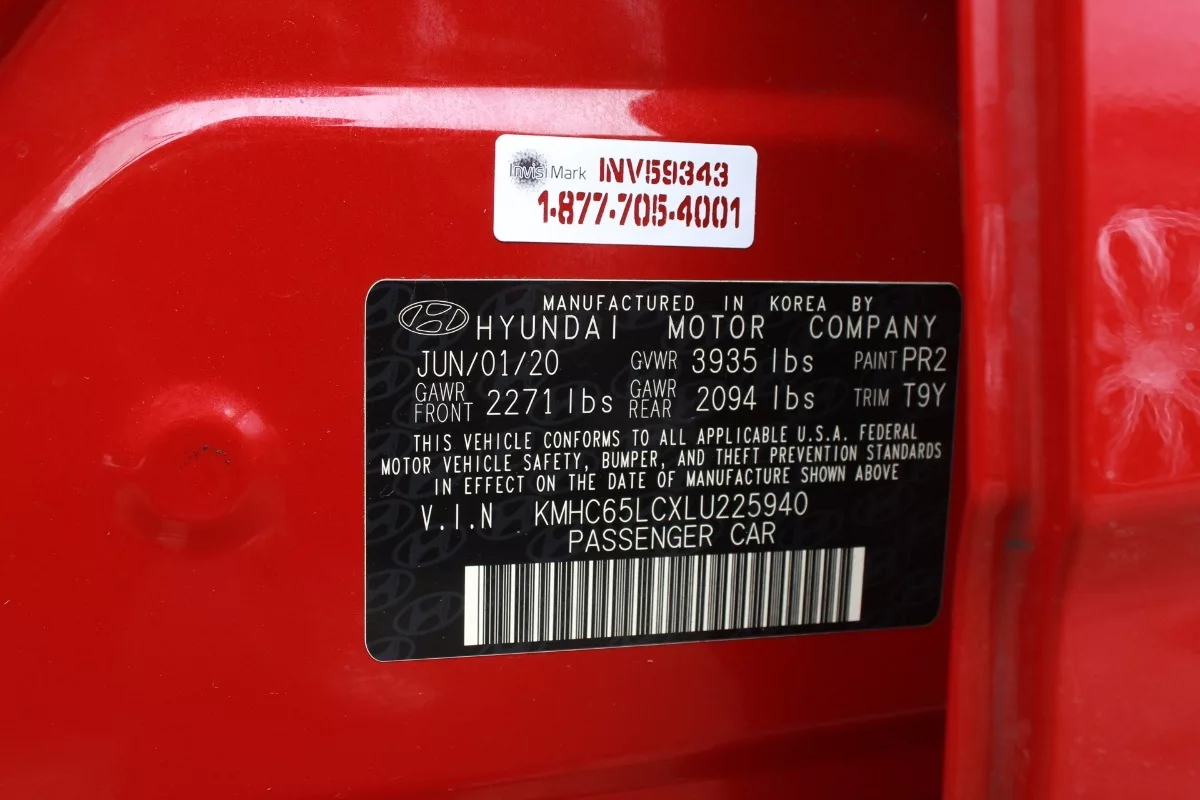 InvisiMark INV59343
1-877-705-4001
MANUFACTURED IN KOREA BY
HYUNDAI MOTOR COMPANY
JUN/01/20 GVWR 3935 lbs PAINT PR2
GAWR FRONT 2271 lbs GAWR REAR 2094 lbs TRIM T9Y
THIS VEHICLE CONFORMS TO ALL APPLICABLE U.S.A. FEDERAL
MOTOR VEHICLE SAFETY, BUMPER, AND THEFT PREVENTION STANDARDS
IN EFFECT ON THE DATE OF MANUFACTURE SHOWN ABOVE
V.I.N KMHC65LCXLU225940
PASSENGER CAR